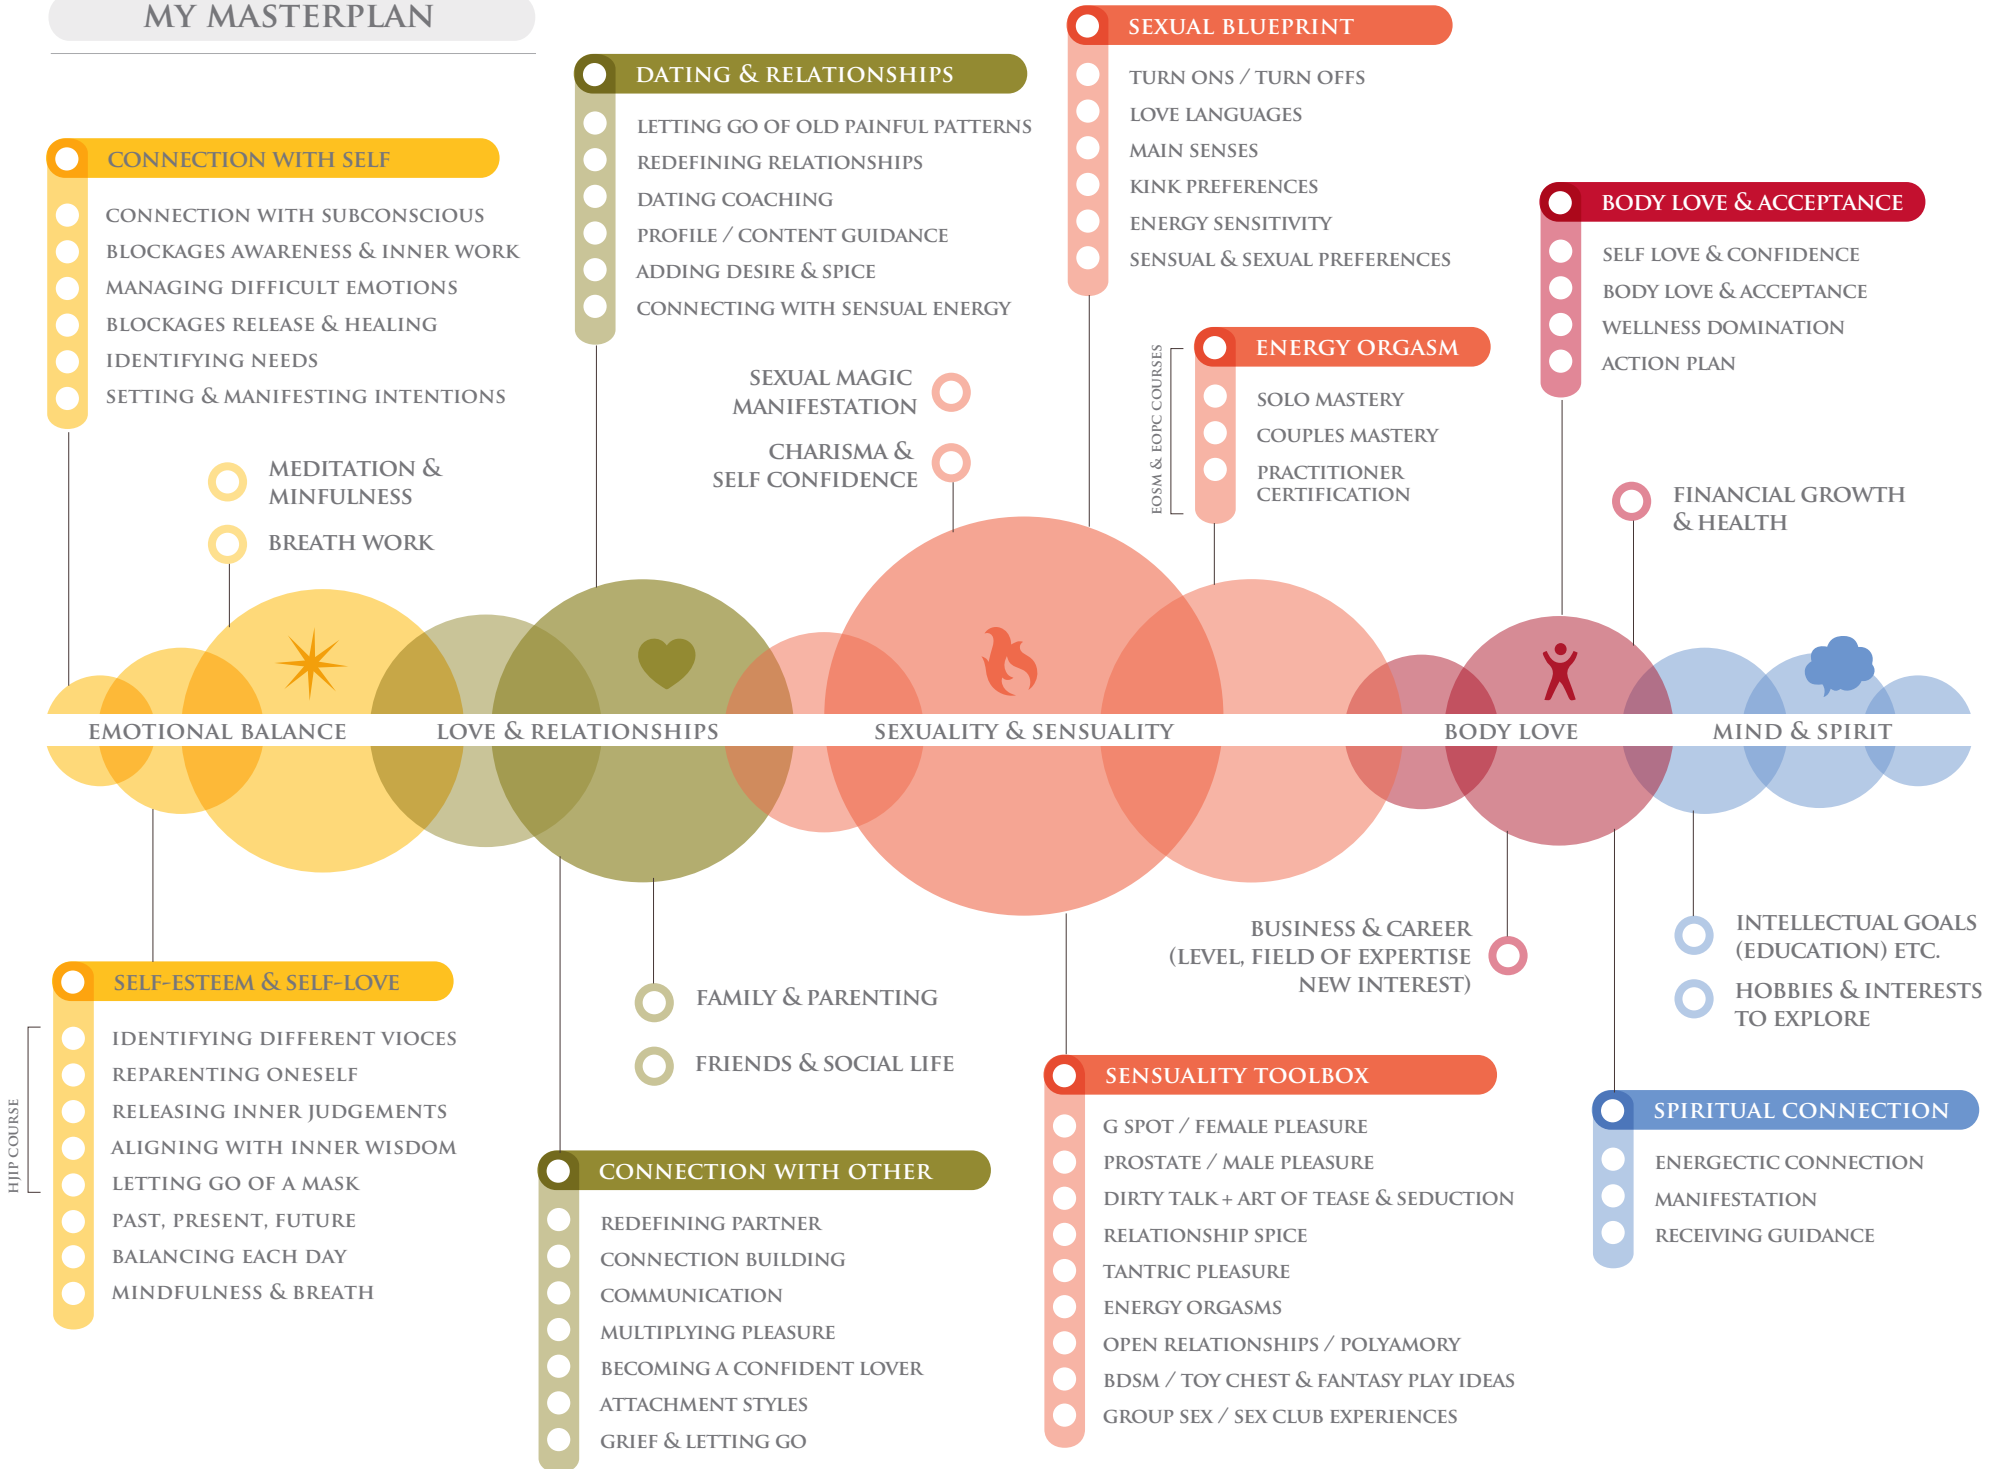 MY MASTERPLAN
CONNECTION WITH SELF
CONNECTION WITH SUBCONSCIOUS
BLOCKAGES AWARENESS & INNER WORK
MANAGING DIFFICULT EMOTIONS
BLOCKAGES RELEASE & HEALING
IDENTIFYING NEEDS
SETTING & MANIFESTING INTENTIONS
MEDITATION &
MINFULNESS
BREATH WORK
DATING & RELATIONSHIPS
LETTING GO OF OLD PAINFUL PATTERNS
REDEFINING RELATIONSHIPS
DATING COACHING
PROFILE / CONTENT GUIDANCE
ADDING DESIRE & SPICE
CONNECTING WITH SENSUAL ENERGY
SEXUAL MAGIC
MANIFESTATION
CHARISMA &
SELF CONFIDENCE
SEXUAL BLUEPRINT
TURN ONS / TURN OFFS
LOVE LANGUAGES
MAIN SENSES
KINK PREFERENCES
ENERGY SENSITIVITY
SENSUAL & SEXUAL PREFERENCES
EOSM & EOPC COURSES
ENERGY ORGASM
SOLO MASTERY
COUPLES MASTERY
PRACTITIONER
CERTIFICATION
BODY LOVE & ACCEPTANCE
SELF LOVE & CONFIDENCE
BODY LOVE & ACCEPTANCE
WELLNESS DOMINATION
ACTION PLAN
FINANCIAL GROWTH
& HEALTH
EMOTIONAL BALANCE
LOVE & RELATIONSHIPS
SEXUALITY & SENSUALITY
BODY LOVE
MIND & SPIRIT
SELF-ESTEEM & SELF-LOVE
HJIP COURSE
IDENTIFYING DIFFERENT VIOCES
REPARENTING ONESELF
RELEASING INNER JUDGEMENTS
ALIGNING WITH INNER WISDOM
LETTING GO OF A MASK
PAST, PRESENT, FUTURE
BALANCING EACH DAY
MINDFULNESS & BREATH
FAMILY & PARENTING
FRIENDS & SOCIAL LIFE
CONNECTION WITH OTHER
REDEFINING PARTNER
CONNECTION BUILDING
COMMUNICATION
MULTIPLYING PLEASURE
BECOMING A CONFIDENT LOVER
ATTACHMENT STYLES
GRIEF & LETTING GO
SENSUALITY TOOLBOX
G SPOT / FEMALE PLEASURE
PROSTATE / MALE PLEASURE
DIRTY TALK + ART OF TEASE & SEDUCTION
RELATIONSHIP SPICE
TANTRIC PLEASURE
ENERGY ORGASMS
OPEN RELATIONSHIPS / POLYAMORY
BDSM / TOY CHEST & FANTASY PLAY IDEAS
GROUP SEX / SEX CLUB EXPERIENCES
BUSINESS & CAREER
(LEVEL, FIELD OF EXPERTISE
NEW INTEREST)
INTELLECTUAL GOALS
(EDUCATION) ETC.
HOBBIES & INTERESTS
TO EXPLORE
SPIRITUAL CONNECTION
ENERGECTIC CONNECTION
MANIFESTATION
RECEIVING GUIDANCE